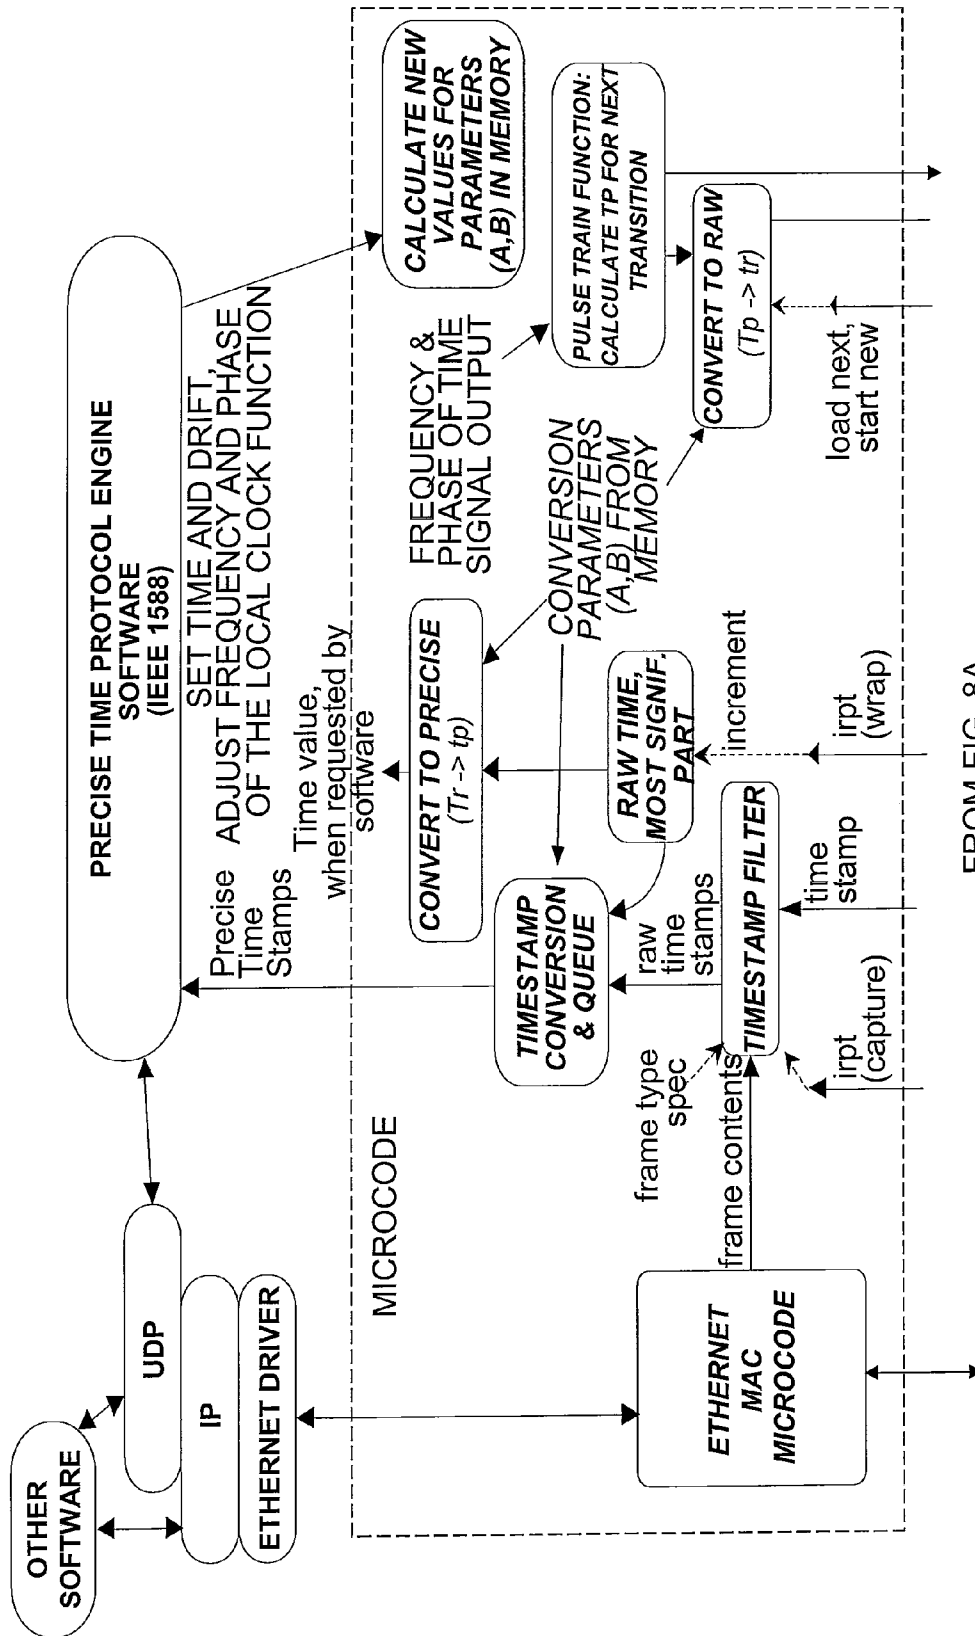 OTHER
SOFTWARE
UDP
IP
ETHERNET DRIVER
PRECISE TIME PROTOCOL ENGINE
SOFTWARE
(IEEE 1588)
Precise
Time
Stamps
SET TIME AND DRIFT,
ADJUST FREQUENCY AND PHASE
OF THE LOCAL CLOCK FUNCTION
Time value,
when requested by
software
MICROCODE
CALCULATE NEW
VALUES FOR
PARAMETERS
(A,B) IN MEMORY
FREQUENCY &
PHASE OF TIME
SIGNAL OUTPUT
CONVERT TO PRECISE
(Tr -> tp)
TIMESTAMP
CONVERSION
& QUEUE
CONVERSION
PARAMETERS
(A,B) FROM
MEMORY
PULSE TRAIN FUNCTION:
CALCULATE TP FOR NEXT
TRANSITION
RAW TIME,
MOST SIGNIF.
PART
raw
time
stamps
frame type
spec
frame contents
ETHERNET
MAC
MICROCODE
TIMESTAMP FILTER
increment
CONVERT TO RAW
(Tp -> tr)
irpt
(capture)
time
stamp
irpt
(wrap)
load next,
start new
FROM FIG. 8A